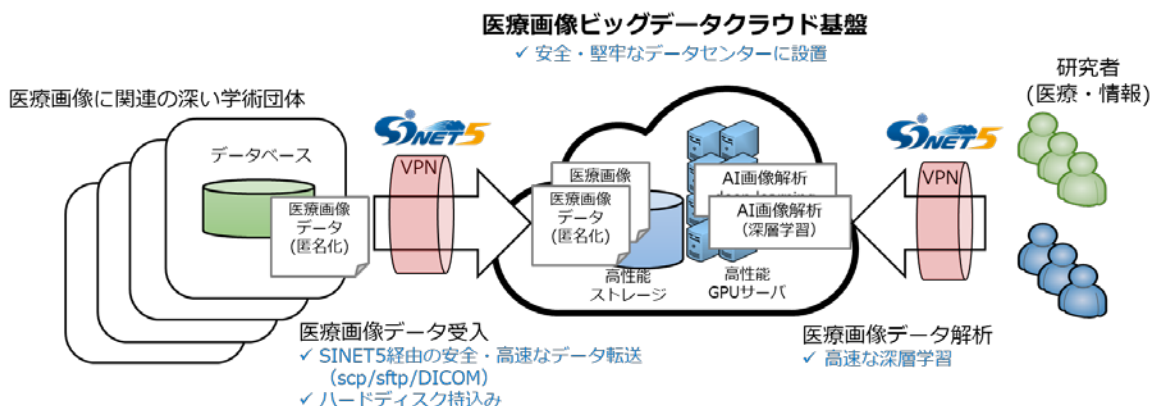 医療画像ビッグデータクラウド基盤
✓ 安全・堅牢なデータセンターに設置
医療画像に関連の深い学術団体
データベース
医療画像
データ
(匿名化)
SINET5
VPN
医療画像
医療画像
データ
(匿名化)
高性能
ストレージ
AI画像解析
deep learning
AI画像解析
(深層学習)
高性能
GPUサーバ
SINET5
VPN
研究者
(医療・情報)
医療画像データ受入
✓ SINET5経由の安全・高速なデータ転送
(scp/sftp/DICOM)
✓ ハードディスク持込み
医療画像データ解析
✓ 高速な深層学習